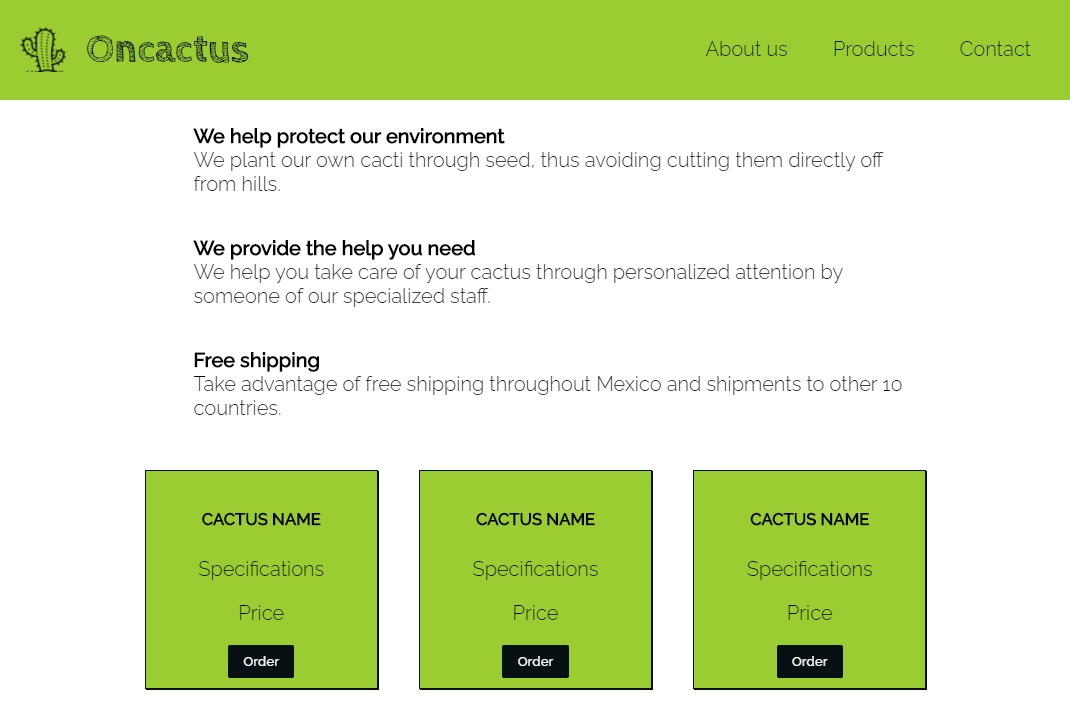 Oncactus
About us Products Contact
We help protect our environment
We plant our own cacti through seed, thus avoiding cutting them directly off
from hills.
We provide the help you need
We help you take care of your cactus through personalized attention by
someone of our specialized staff.
Free shipping
Take advantage of free shipping throughout Mexico and shipments to other 10
countries.
CACTUS NAME
Specifications
Price
Order
CACTUS NAME
Specifications
Price
Order
CACTUS NAME
Specifications
Price
Order